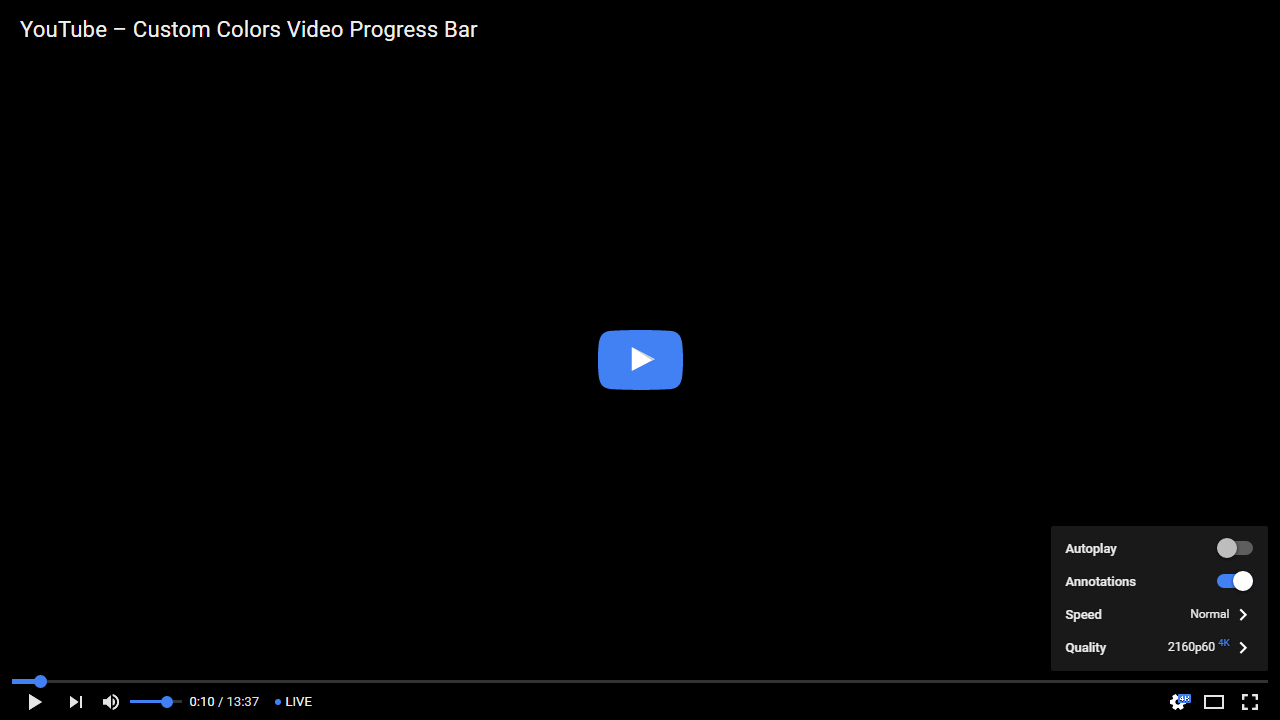 YouTube – Custom Colors Video Progress Bar
Autoplay
Annotations
Speed Normal
Quality 2160p60 4K
0:10 / 13:37 LIVE 4K